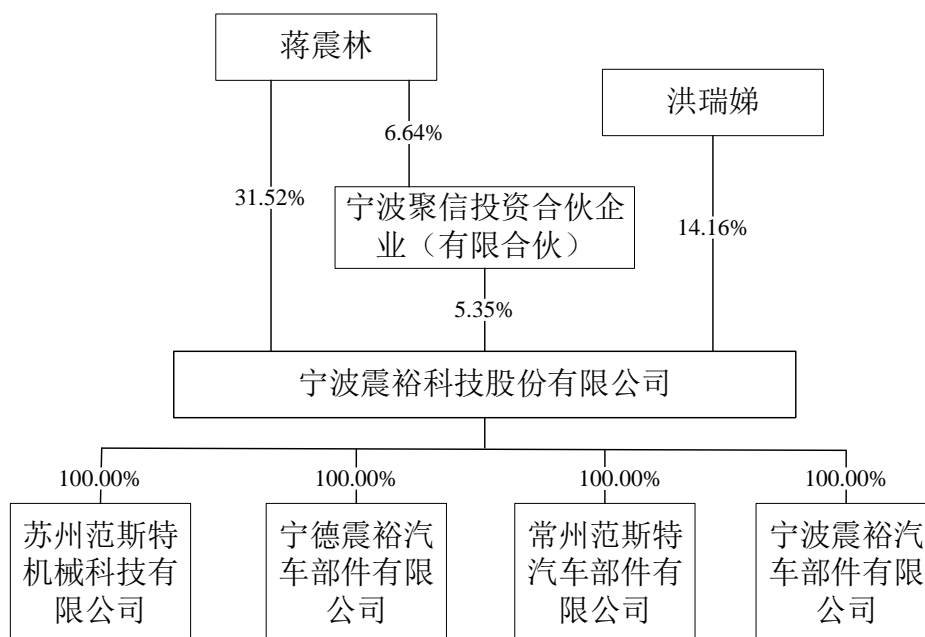 蒋震林
洪瑞娣
6.64%
31.52%
宁波聚信投资合伙企
业（有限合伙）
14.16%
5.35%
宁波震裕科技股份有限公司
100.00%
100.00%
100.00%
100.00%
苏州范斯特
机械科技有
限公司
宁德震裕汽
车部件有限
公司
常州范斯特
汽车部件有
限公司
宁波震裕汽
车部件有限
公司